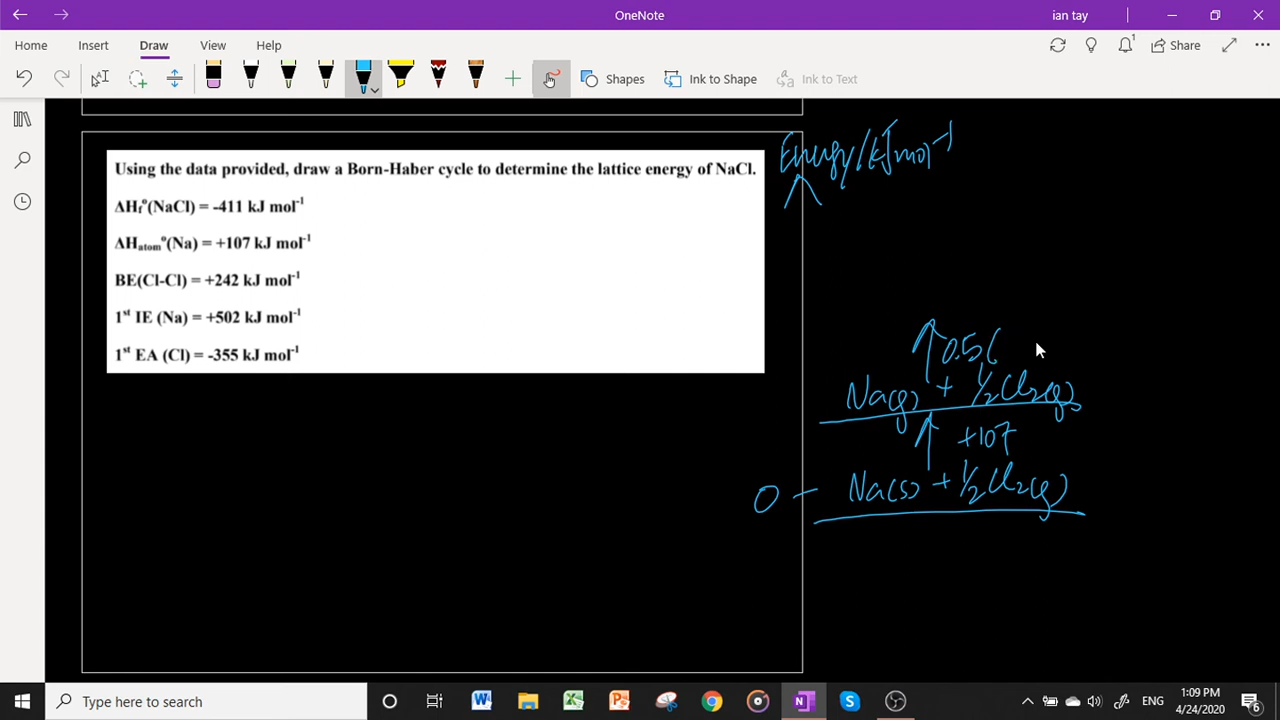 OneNote
ian tay
Home Insert Draw View Help
Share
Shapes
Ink to Shape
Ink to Text
Using the data provided, draw a Born-Haber cycle to determine the lattice energy of NaCl.
ΔHfº(NaCl) = -411 kJ mol⁻¹
ΔHatomº(Na) = +107 kJ mol⁻¹
BE(Cl-Cl) = +242 kJ mol⁻¹
1st IE (Na) = +502 kJ mol⁻¹
1st EA (Cl) = -355 kJ mol⁻¹
Energy/kJmol⁻¹
0.5(
Na(g) + ½Cl₂(g)
+107
0 Na(s) + ½Cl₂(g)
Type here to search
ENG
1:09 PM
4/24/2020
6